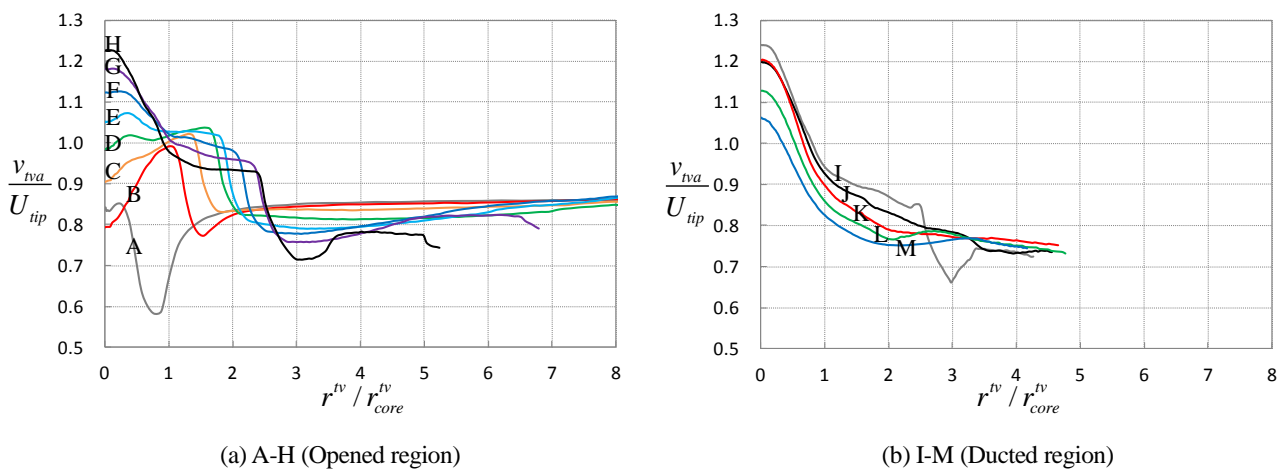 1.3
1.2
1.1
1.0
0.9
0.8
0.7
0.6
0.5
v_tva
U_tip
H
G
F
E
D
C
B
A
0 1 2 3 4 5 6 7 8
r^tv / r^tv_core
(a) A-H (Opened region)
1.3
1.2
1.1
1.0
0.9
0.8
0.7
0.6
0.5
v_tva
U_tip
I
J
K
L
M
0 1 2 3 4 5 6 7 8
r^tv / r^tv_core
(b) I-M (Ducted region)